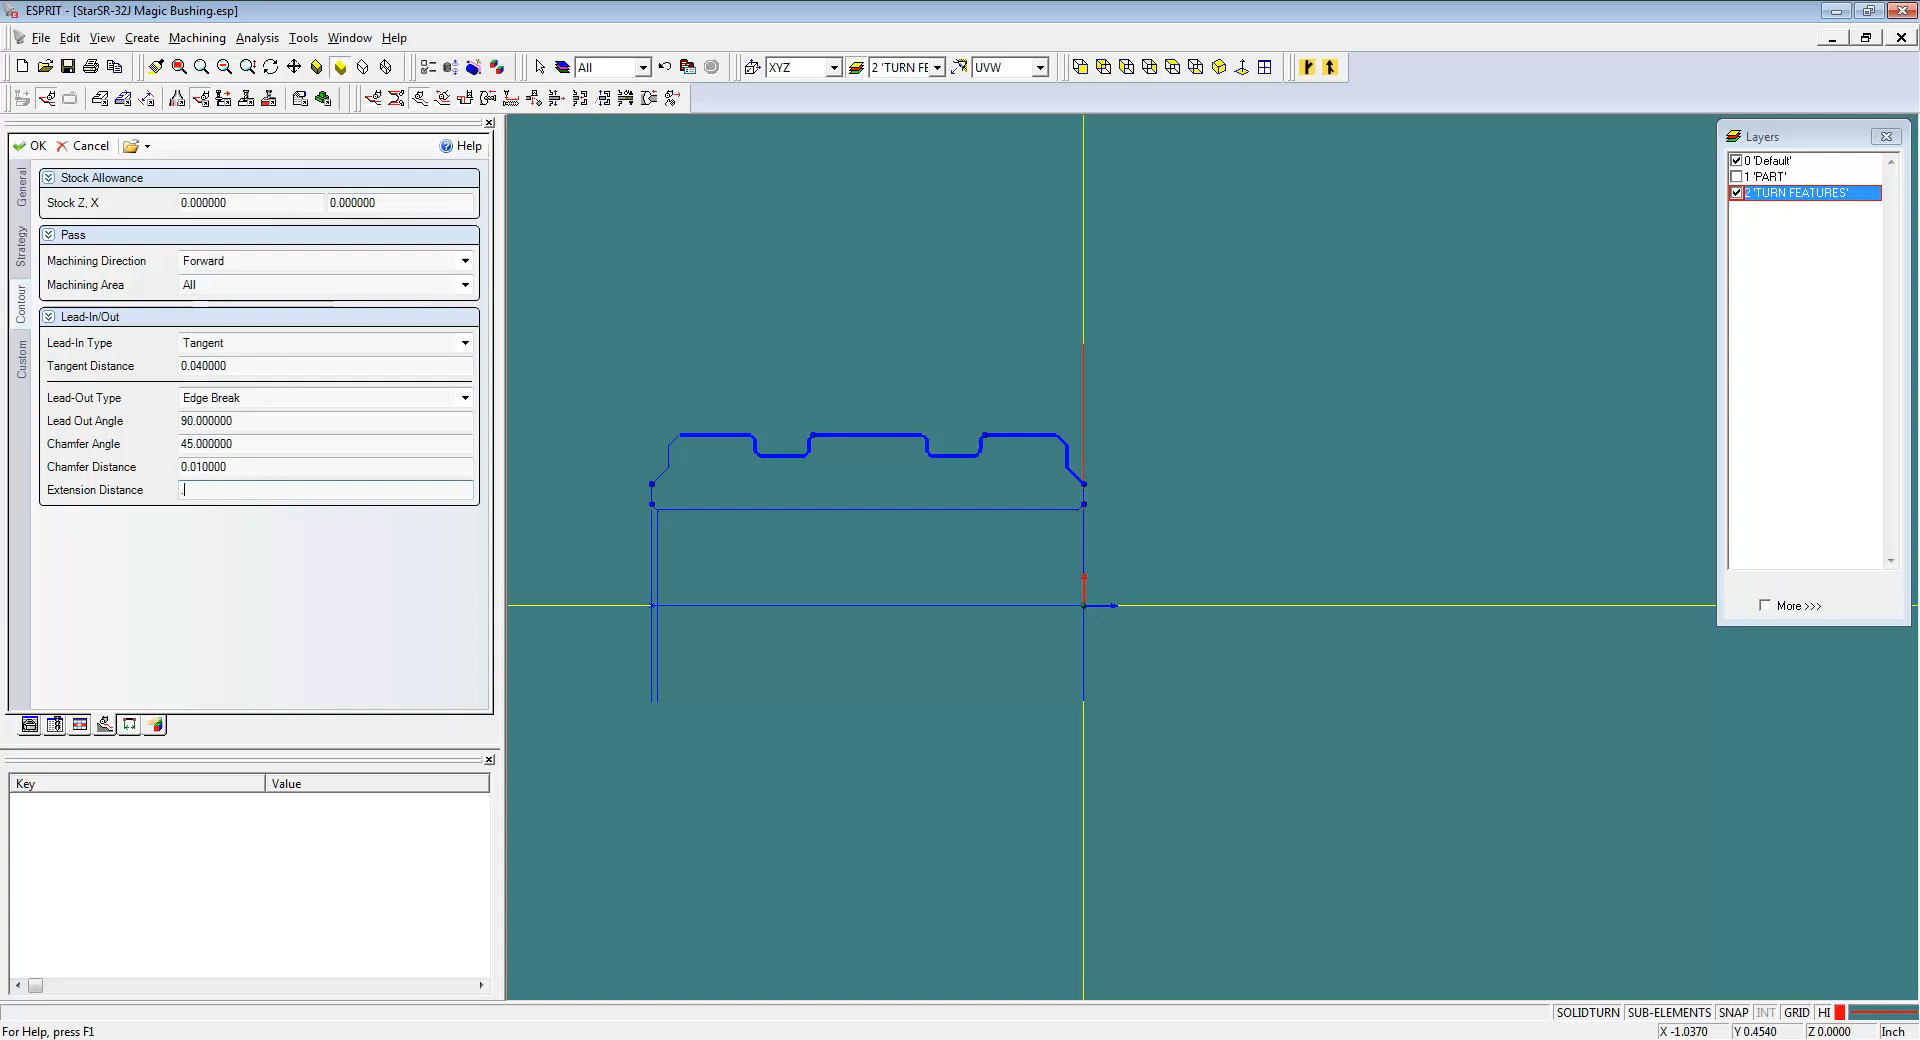 ESPRIT - [StarSR-32J Magic Bushing.esp]
File Edit View Create Machining Analysis Tools Window Help
All
XYZ
2 'TURN FE
UVW
OK Cancel Help
General
Strategy
Contour
Custom
Stock Allowance
Stock Z, X 0.000000 0.000000
Pass
Machining Direction Forward
Machining Area All
Lead-In/Out
Lead-In Type Tangent
Tangent Distance 0.040000
Lead-Out Type Edge Break
Lead Out Angle 90.000000
Chamfer Angle 45.000000
Chamfer Distance 0.010000
Extension Distance .
Key Value
Layers
0 'Default'
1 'PART'
2 'TURN FEATURES'
More >>>
SOLIDTURN SUB-ELEMENTS SNAP INT GRID HI
For Help, press F1
X -1.0370 Y 0.4540 Z 0.0000 Inch